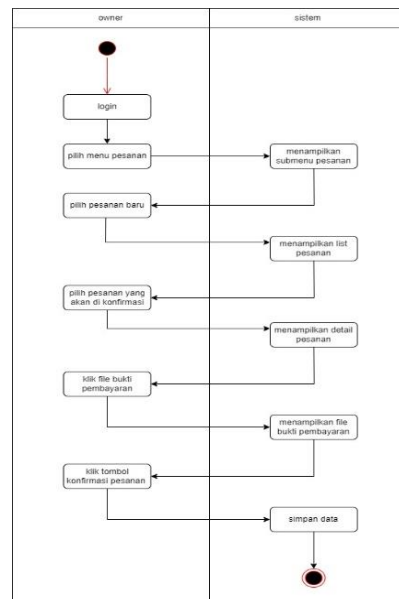 owner
sistem
login
pilih menu pesanan
menampilkan
submenu pesanan
pilih pesanan baru
menampilkan list
pesanan
pilih pesanan yang
akan di konfirmasi
menampilkan detail
pesanan
klik file bukti
pembayaran
menampilkan file
bukti pembayaran
klik tombol
konfirmasi pesanan
simpan data